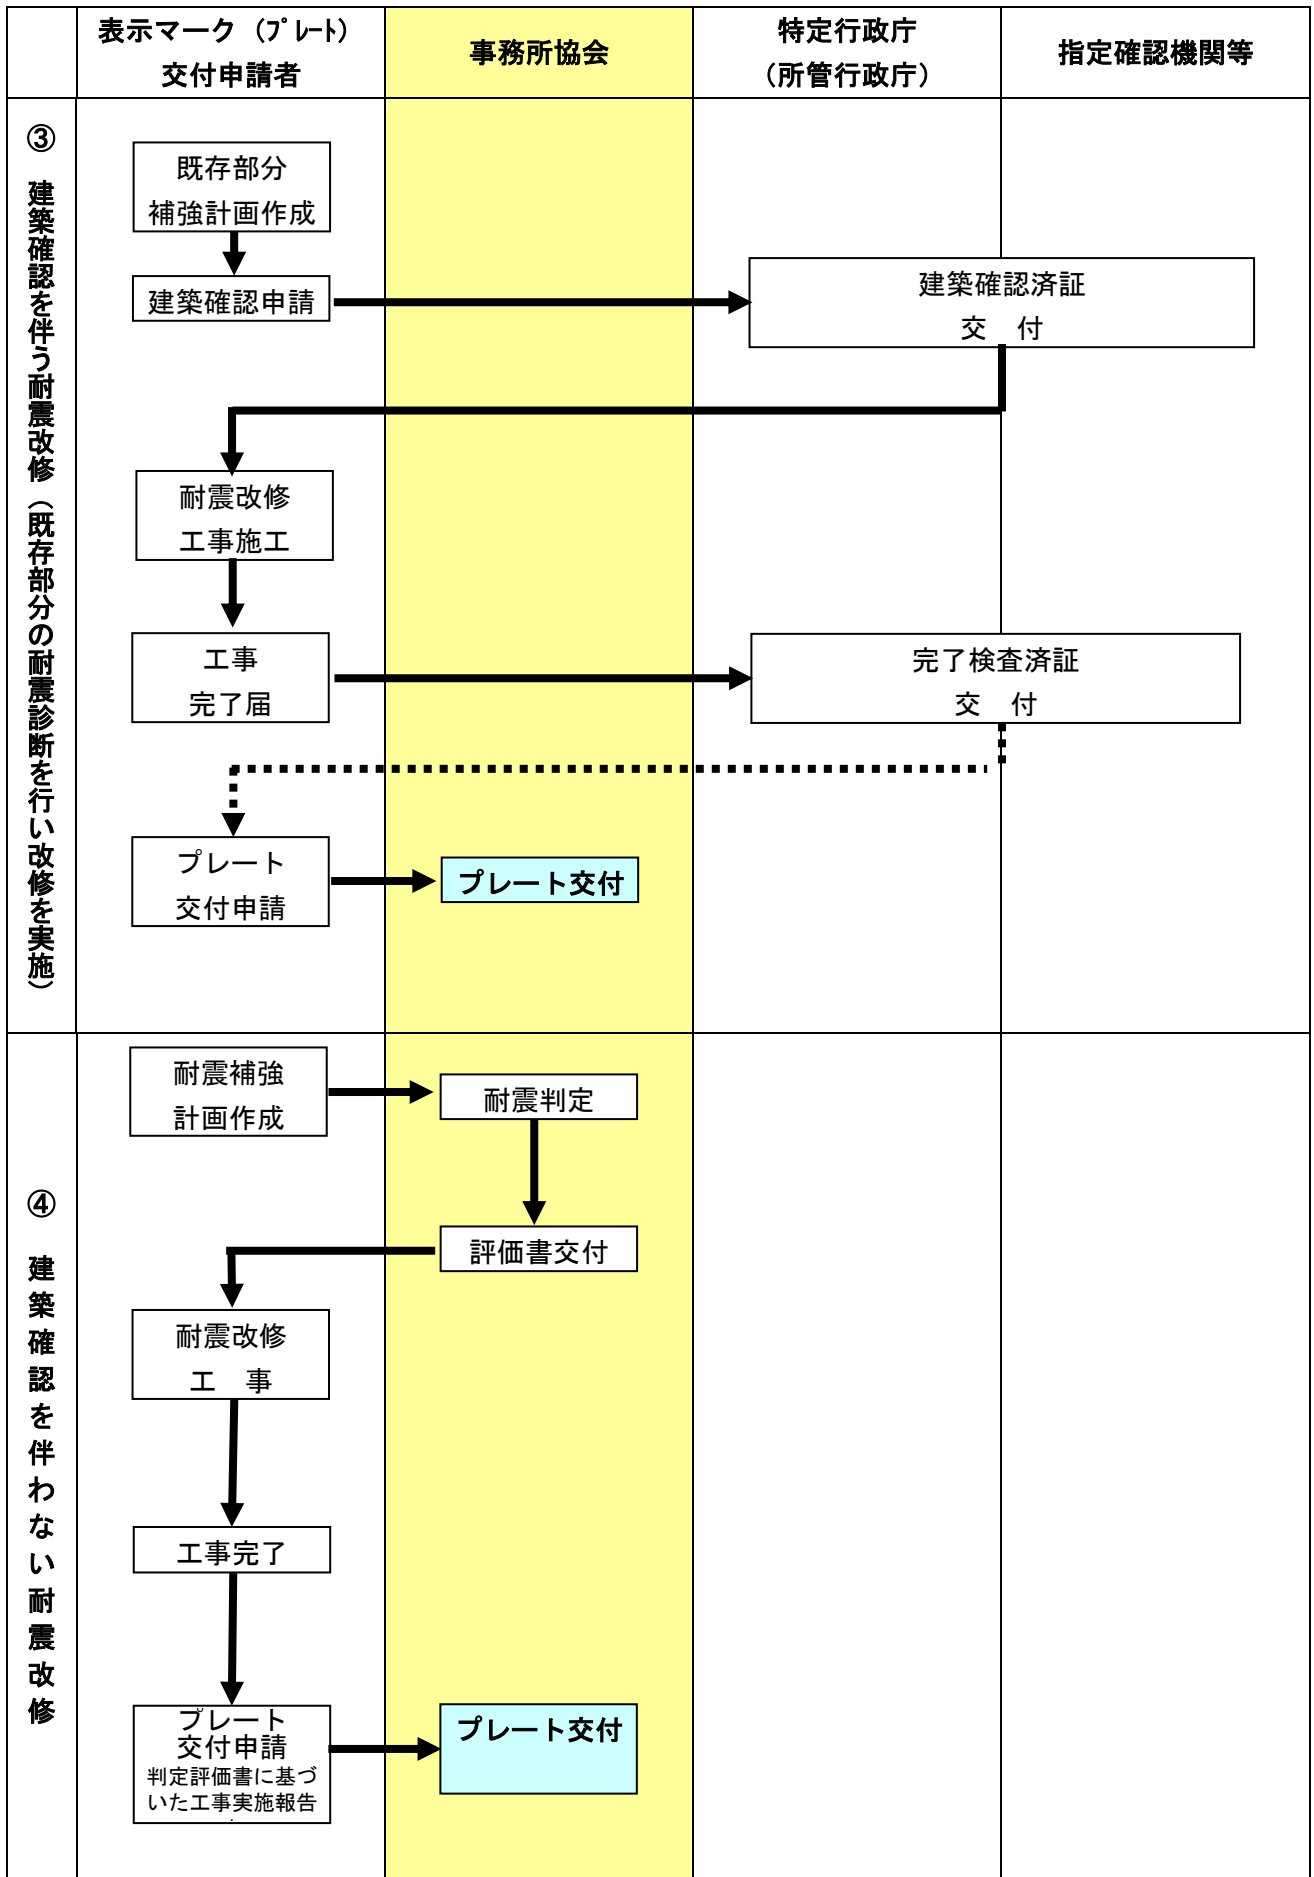 表示マーク（ﾌﾟﾚｰﾄ）
交付申請者
事務所協会
特定行政庁
（所管行政庁）
指定確認機関等
③　建築確認を伴う耐震改修（既存部分の耐震診断を行い改修を実施）
既存部分
補強計画作成
建築確認申請
建築確認済証
交　付
耐震改修
工事施工
工事
完了届
完了検査済証
交　付
プレート
交付申請
プレート交付
④　建築確認を伴わない耐震改修
耐震補強
計画作成
耐震判定
評価書交付
耐震改修
工　事
工事完了
プレート
交付申請
判定評価書に基づ
いた工事実施報告
プレート交付